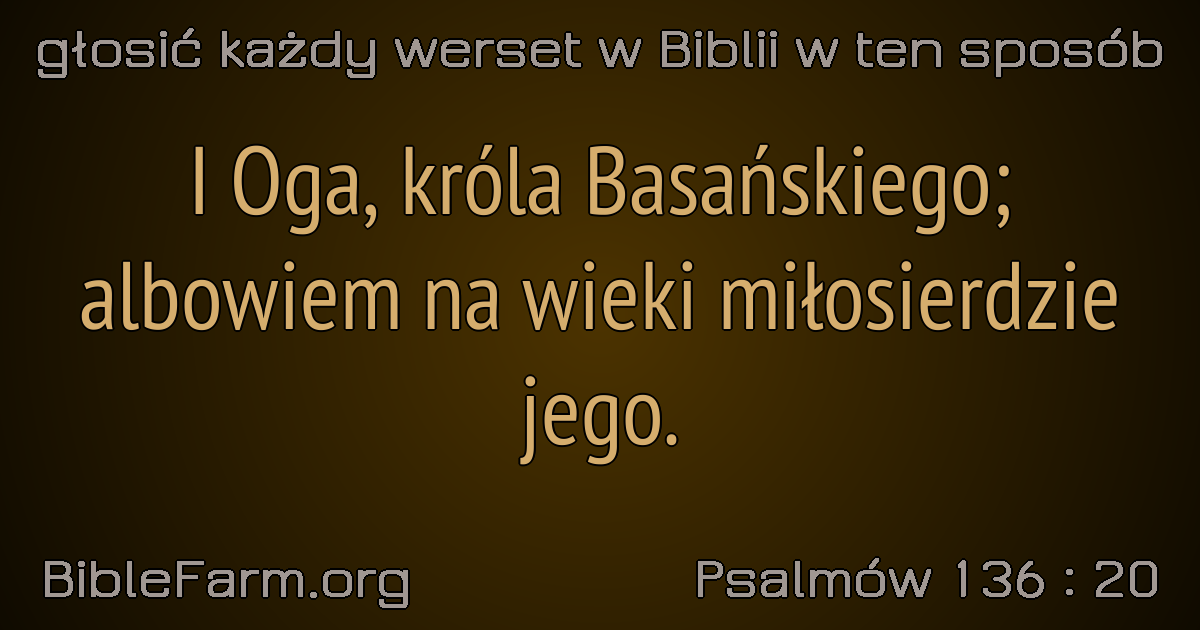 głosić każdy werset w Biblii w ten sposób
I Oga, króla Basańskiego;
albowiem na wieki miłosierdzie
jego.
BibleFarm.org
Psalmów 136 : 20